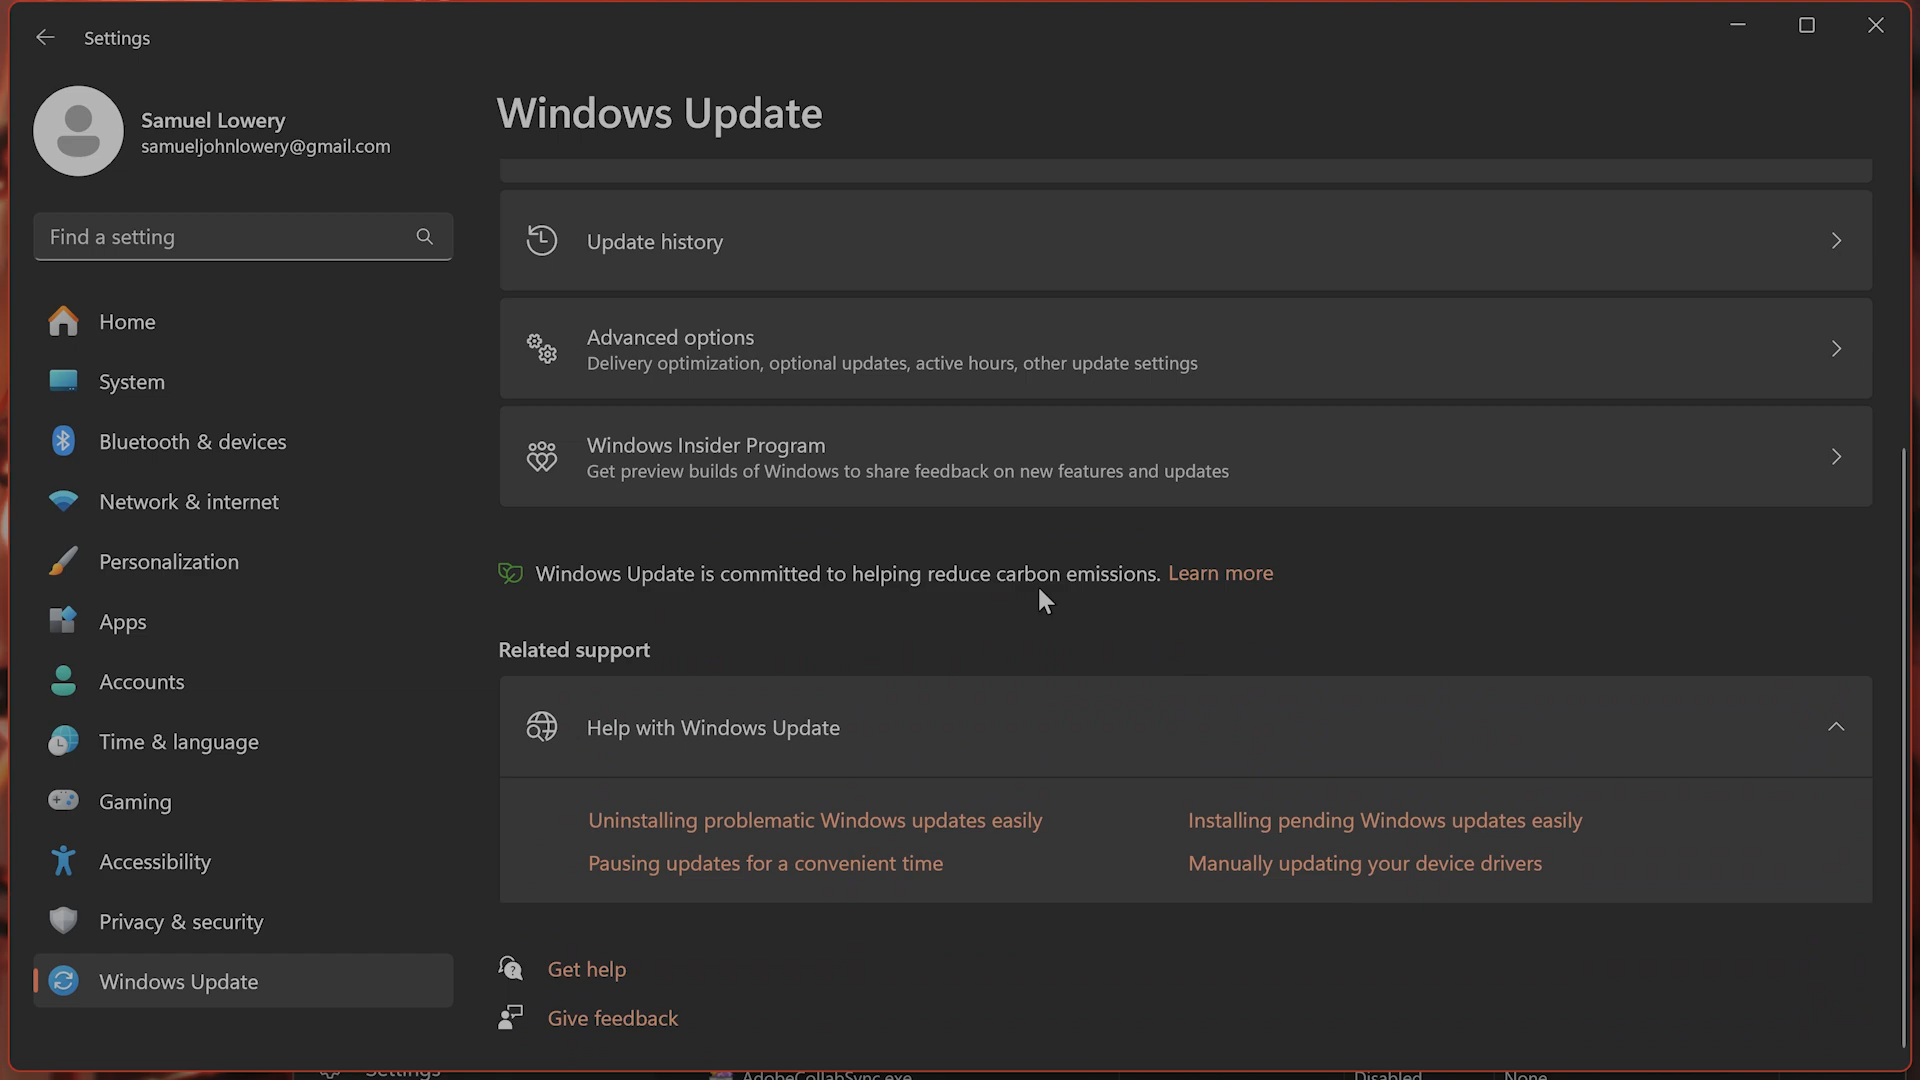 Settings
Samuel Lowery
samueljohnlowery@gmail.com
Find a setting
Home
System
Bluetooth & devices
Network & internet
Personalization
Apps
Accounts
Time & language
Gaming
Accessibility
Privacy & security
Windows Update
Windows Update
Update history
Advanced options
Delivery optimization, optional updates, active hours, other update settings
Windows Insider Program
Get preview builds of Windows to share feedback on new features and updates
Windows Update is committed to helping reduce carbon emissions. Learn more
Related support
Help with Windows Update
Uninstalling problematic Windows updates easily
Installing pending Windows updates easily
Pausing updates for a convenient time
Manually updating your device drivers
Get help
Give feedback
Settings
AdobeCollabSync.exe
Disabled
None